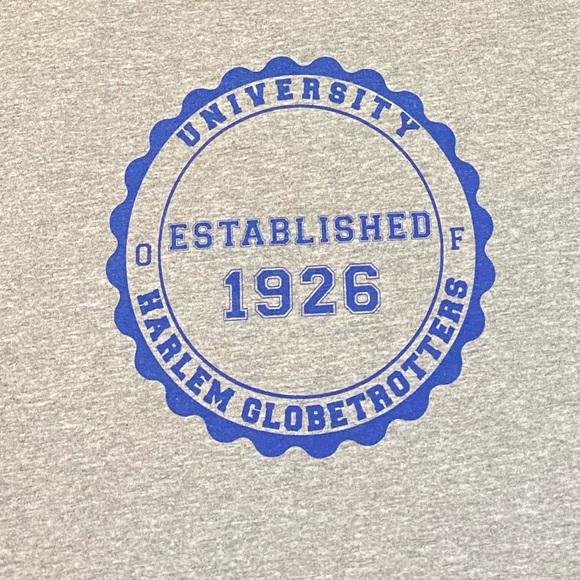 UNIVERSITY
O F
HARLEM GLOBETROTTERS
ESTABLISHED
1926